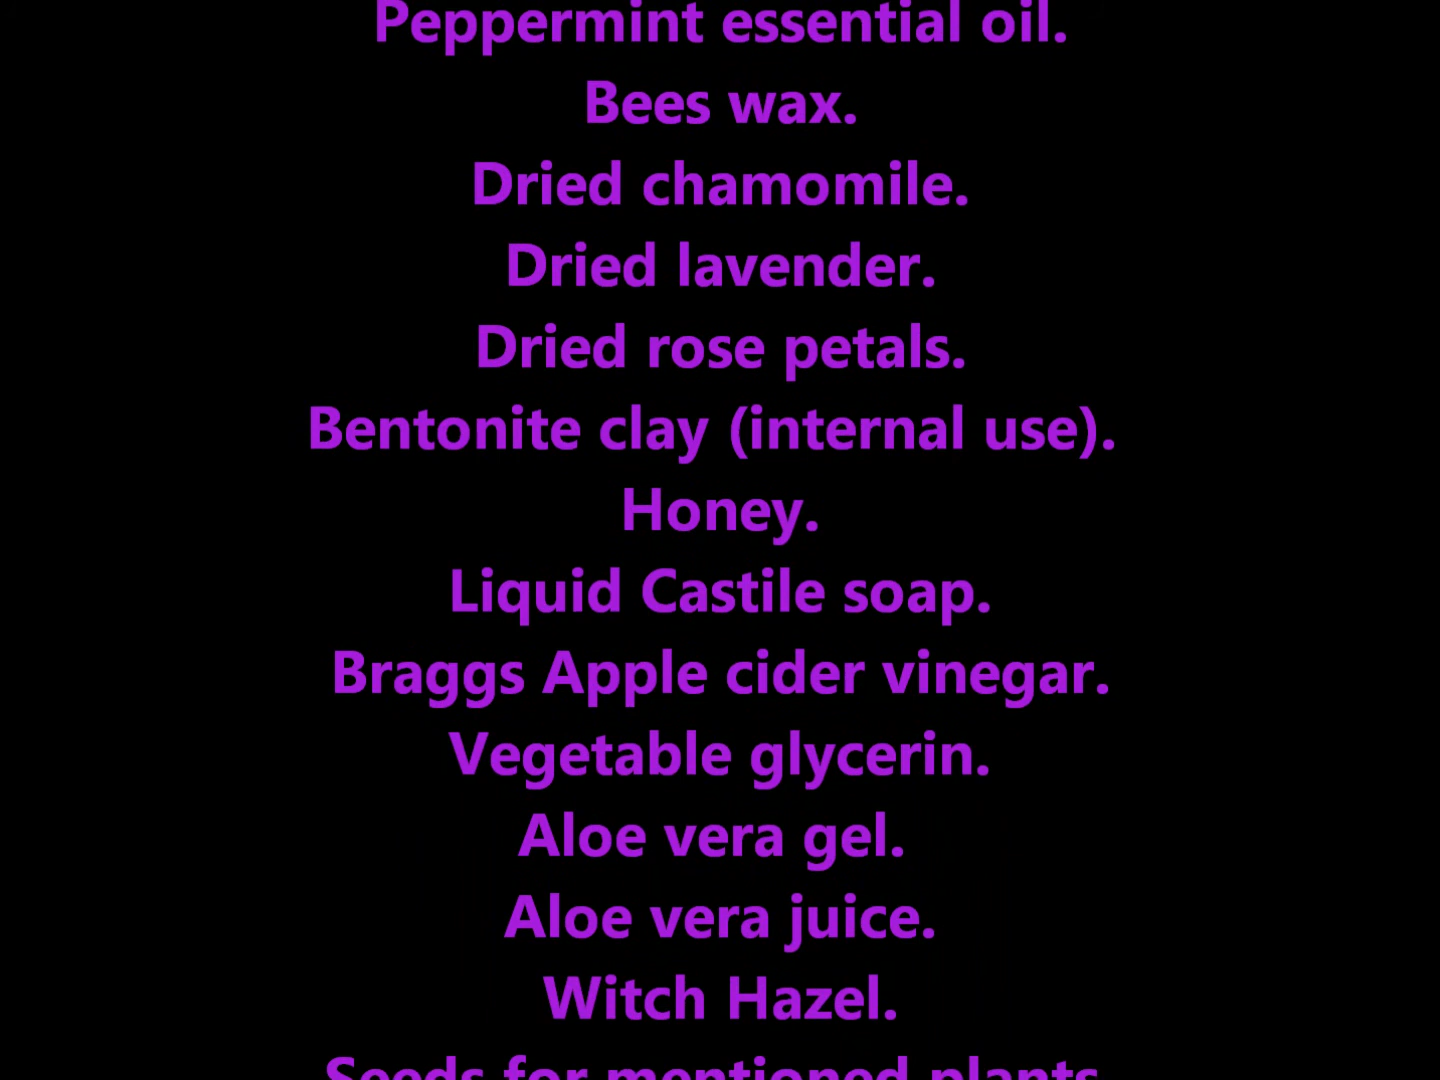 Peppermint essential oil.
Bees wax.
Dried chamomile.
Dried lavender.
Dried rose petals.
Bentonite clay (internal use).
Honey.
Liquid Castile soap.
Braggs Apple cider vinegar.
Vegetable glycerin.
Aloe vera gel.
Aloe vera juice.
Witch Hazel.
Seeds for mentioned plants